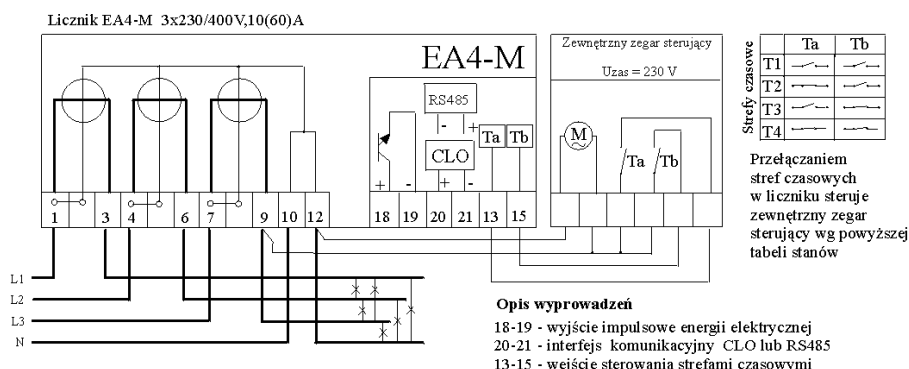 Licznik EA4-M 3x230/400V,10(60)A
EA4-M
RS485
- +
CLO
+ - + -
Ta Tb
1 3 4 6 7 9 10 12
18 19 20 21 13 15
Zewnętrzny zegar sterujący
Uzas = 230 V
M
Ta Tb
Strefy czasowe
Ta Tb
T1
T2
T3
T4
Przełączaniem
stref czasowych
w liczniku steruje
zewnętrzny zegar
sterujący wg powyższej
tabeli stanów
L1
L2
L3
N
Opis wyprowadzeń
18-19 - wyjście impulsowe energii elektrycznej
20-21 - interfejs komunikacyjny CLO lub RS485
13-15 - wejście sterowania strefami czasowymi